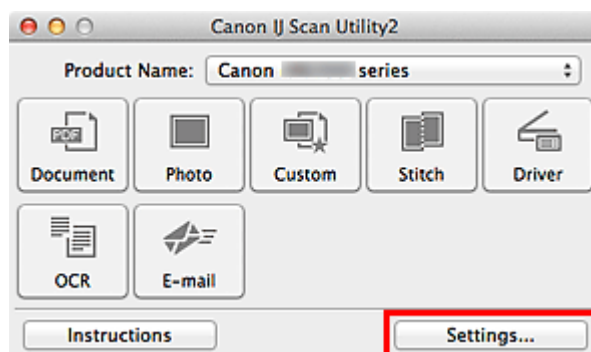 Canon IJ Scan Utility2
Product Name: Canon series
PDF
Document Photo Custom Stitch Driver
OCR E-mail
Instructions Settings...